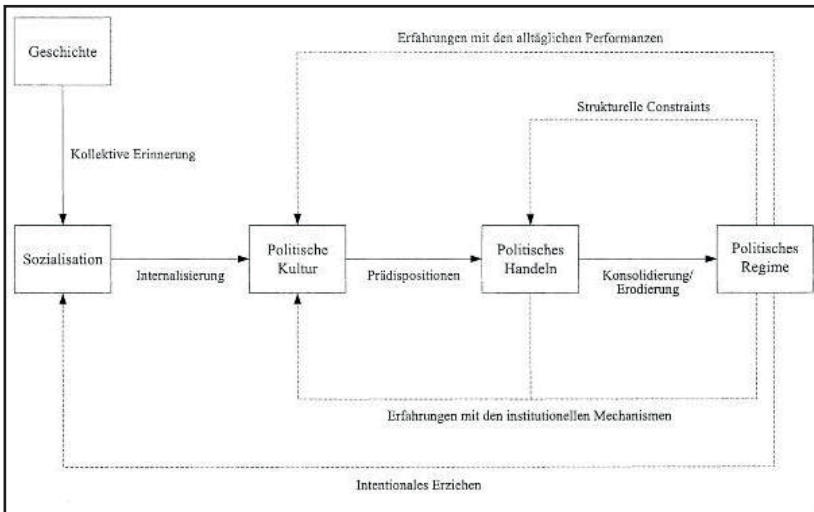 Erfahrungen mit den alltäglichen Performanzen
Geschichte
Strukturelle Constraints
Kollektive Erinnerung
Sozialisation
Internalisierung
Politische
Kultur
Prädispositionen
Politisches
Handeln
Konsolidierung/
Erodierung
Politisches
Regime
Erfahrungen mit den institutionellen Mechanismen
Intentionales Erziehen